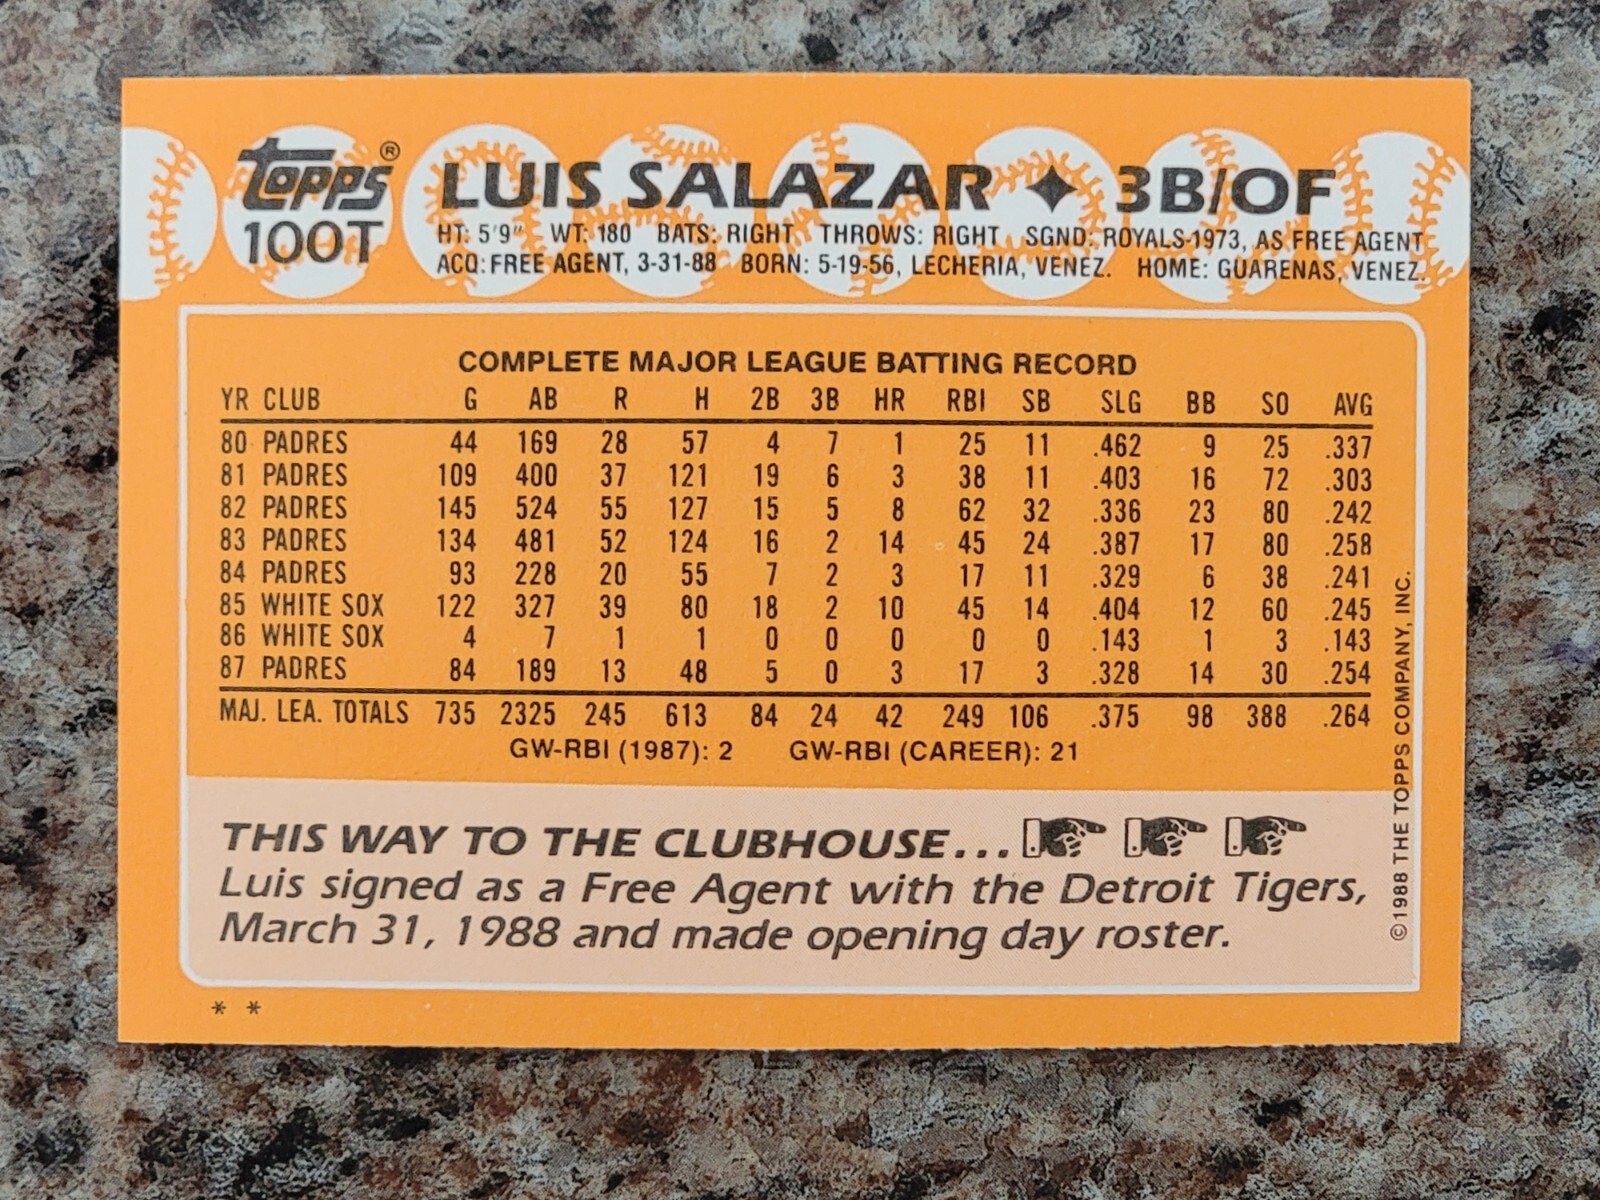 Topps® LUIS SALAZAR ✦ 3B/OF
100T HT: 5'9" WT: 180 BATS: RIGHT THROWS: RIGHT SGND: ROYALS-1973, AS FREE AGENT
ACQ: FREE AGENT, 3-31-88 BORN: 5-19-56, LECHERIA, VENEZ. HOME: GUARENAS, VENEZ.
COMPLETE MAJOR LEAGUE BATTING RECORD
YR CLUB G AB R H 2B 3B HR RBI SB SLG BB SO AVG
80 PADRES 44 169 28 57 4 7 1 25 11 .462 9 25 .337
81 PADRES 109 400 37 121 19 6 3 38 11 .403 16 72 .303
82 PADRES 145 524 55 127 15 5 8 62 32 .336 23 80 .242
83 PADRES 134 481 52 124 16 2 14 45 24 .387 17 80 .258
84 PADRES 93 228 20 55 7 2 3 17 11 .329 6 38 .241
85 WHITE SOX 122 327 39 80 18 2 10 45 14 .404 12 60 .245
86 WHITE SOX 4 7 1 1 0 0 0 0 0 .143 1 3 .143
87 PADRES 84 189 13 48 5 0 3 17 3 .328 14 30 .254
MAJ. LEA. TOTALS 735 2325 245 613 84 24 42 249 106 .375 98 388 .264
GW-RBI (1987): 2 GW-RBI (CAREER): 21
THIS WAY TO THE CLUBHOUSE...
Luis signed as a Free Agent with the Detroit Tigers,
March 31, 1988 and made opening day roster.
* *
©1988 THE TOPPS COMPANY, INC.